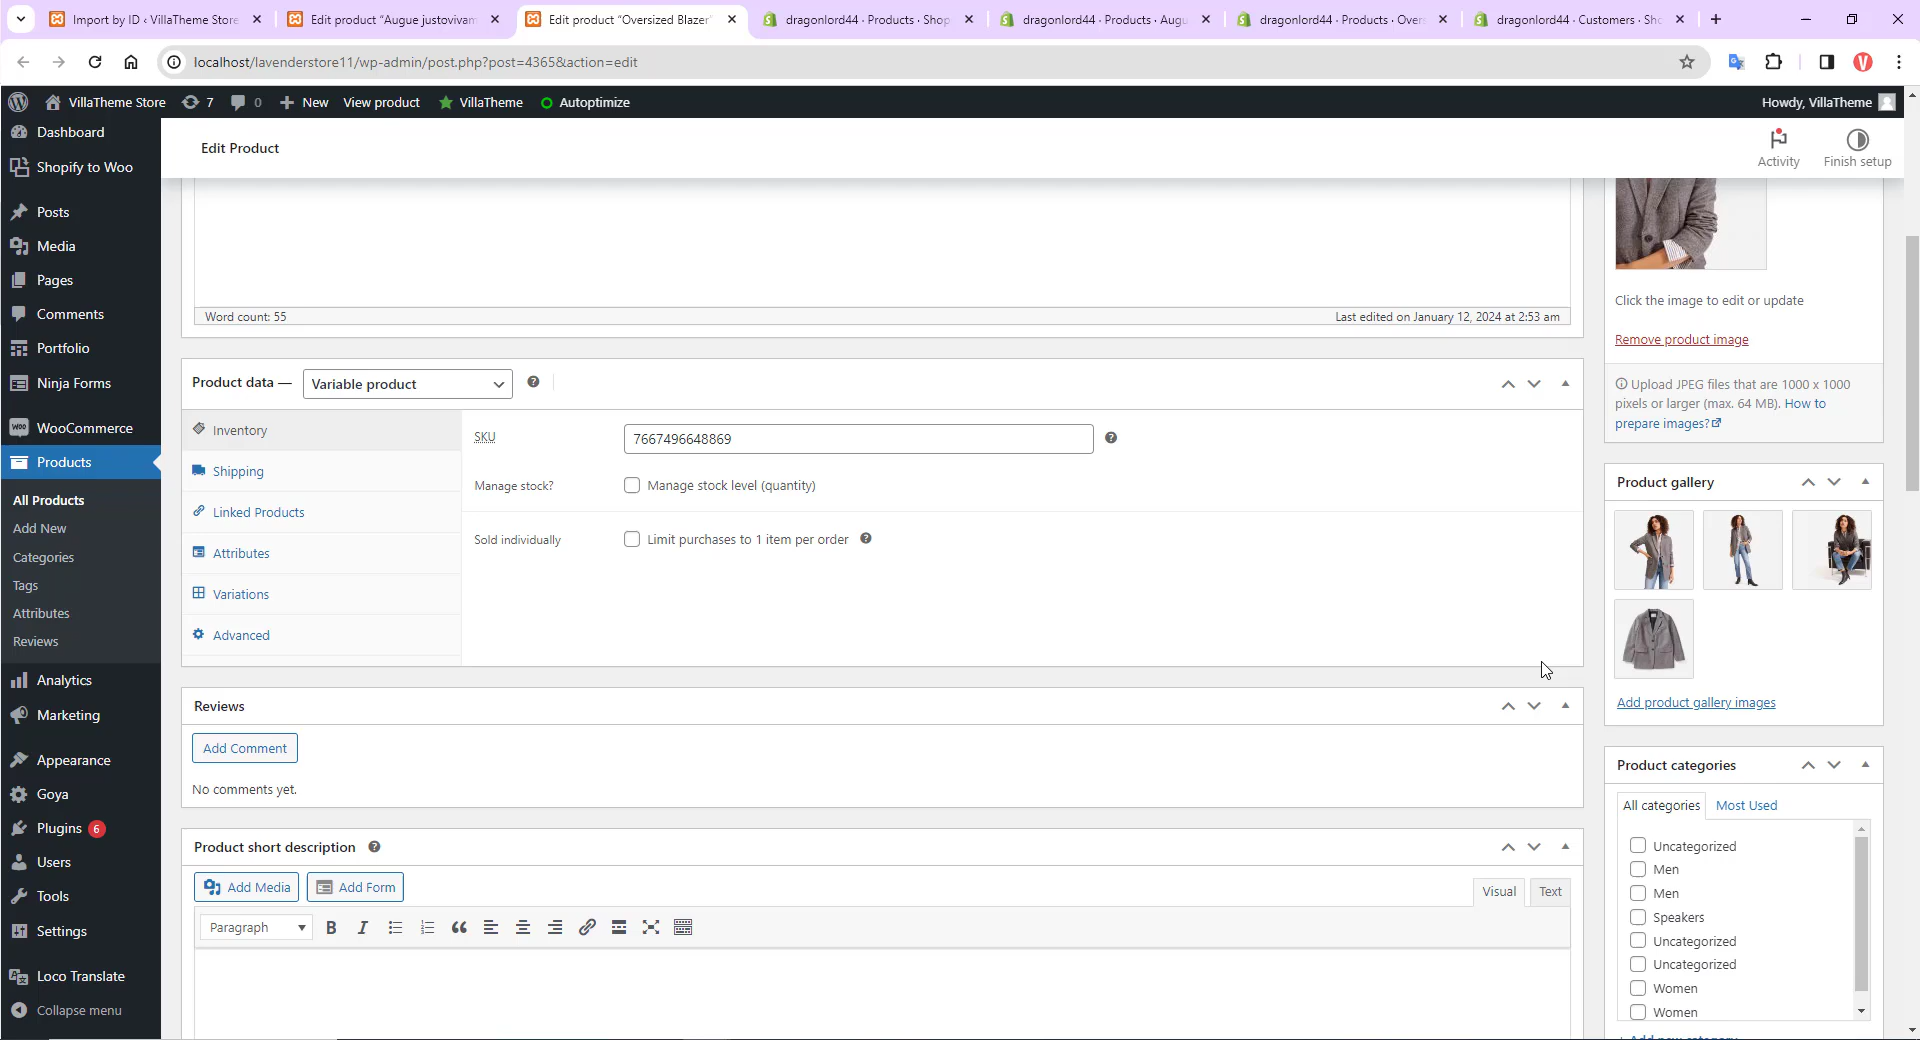 Import by ID ‹ VillaTheme Store
Edit product “Augue justovivam
Edit product “Oversized Blazer”
dragonlord44 · Products · Shop
dragonlord44 · Products · Augu
dragonlord44 · Products · Overs
dragonlord44 · Customers · Sho
localhost/lavenderstore11/wp-admin/post.php?post=4365&action=edit
V
VillaTheme Store
7
0
New
View product
VillaTheme
Autoptimize
Howdy, VillaTheme
Dashboard
Shopify to Woo
Posts
Media
Pages
Comments
Portfolio
Ninja Forms
WooCommerce
Products
All Products
Add New
Categories
Tags
Attributes
Reviews
Analytics
Marketing
Appearance
Goya
Plugins 6
Users
Tools
Settings
Loco Translate
Collapse menu
Edit Product
Activity
Finish setup
Word count: 55
Last edited on January 12, 2024 at 2:53 am
Product data —
Variable product
Inventory
Shipping
Linked Products
Attributes
Variations
Advanced
SKU
7667496648869
Manage stock?
Manage stock level (quantity)
Sold individually
Limit purchases to 1 item per order
Reviews
Add Comment
No comments yet.
Product short description
Add Media
Add Form
Visual
Text
Paragraph
Click the image to edit or update
Remove product image
Upload JPEG files that are 1000 x 1000
pixels or larger (max. 64 MB). How to
prepare images?
Product gallery
Add product gallery images
Product categories
All categories
Most Used
Uncategorized
Men
Men
Speakers
Uncategorized
Uncategorized
Women
Women